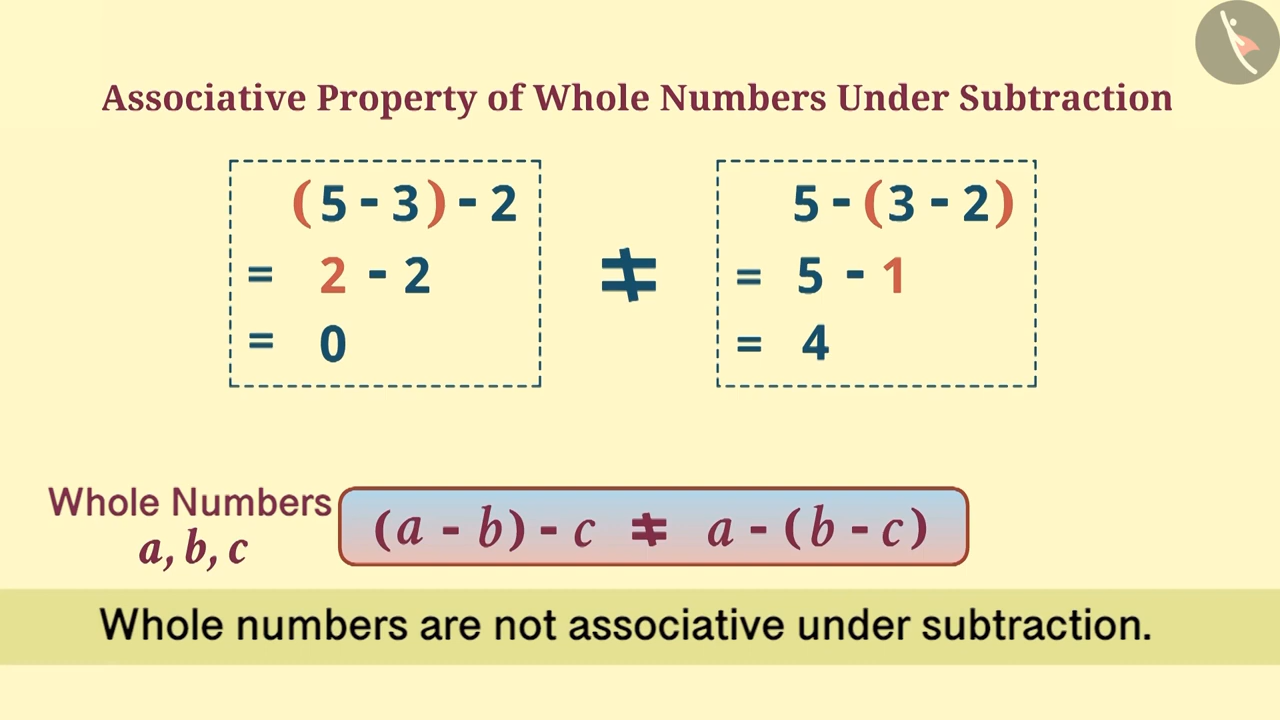 Associative Property of Whole Numbers Under Subtraction
(5 - 3) - 2
= 2 - 2
= 0
≠
5 - (3 - 2)
= 5 - 1
= 4
Whole Numbers
a, b, c
(a - b) - c ≠ a - (b - c)
Whole numbers are not associative under subtraction.